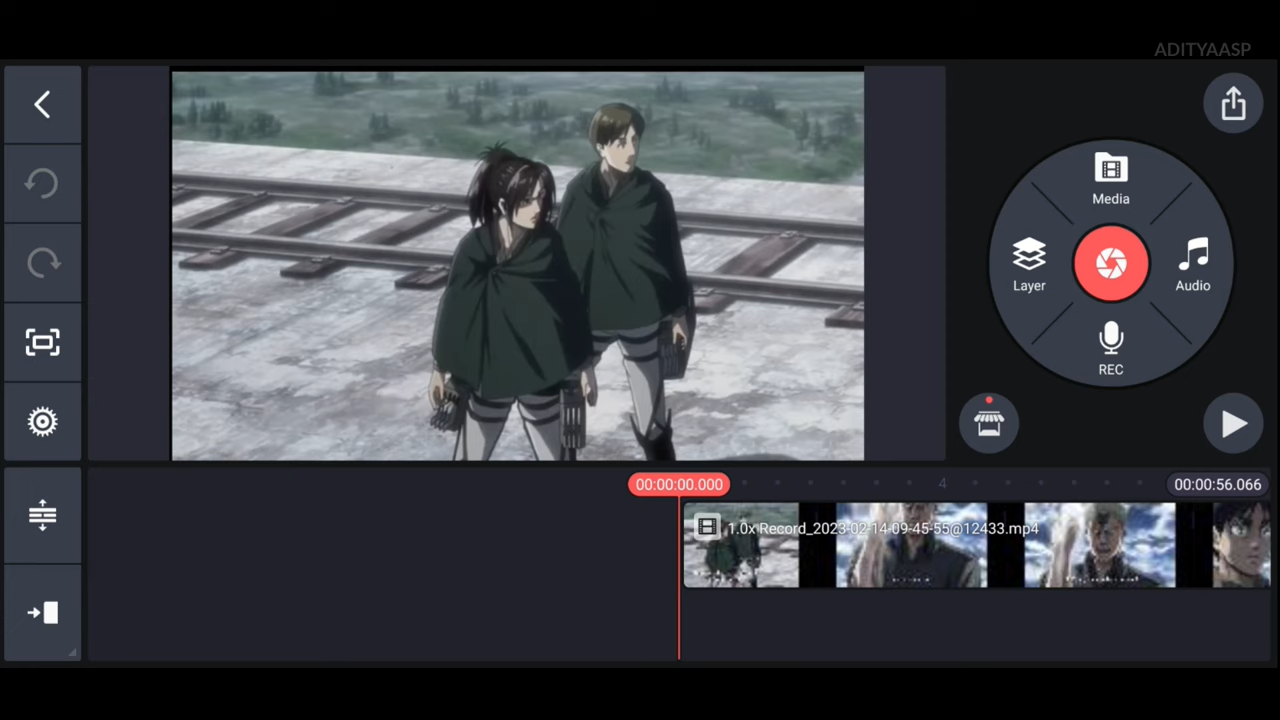 ADITYAASP
Media
Layer
Audio
REC
00:00:00.000
4
00:00:56.066
1.0x Record_2023-02-14-09-45-55@12433.mp4